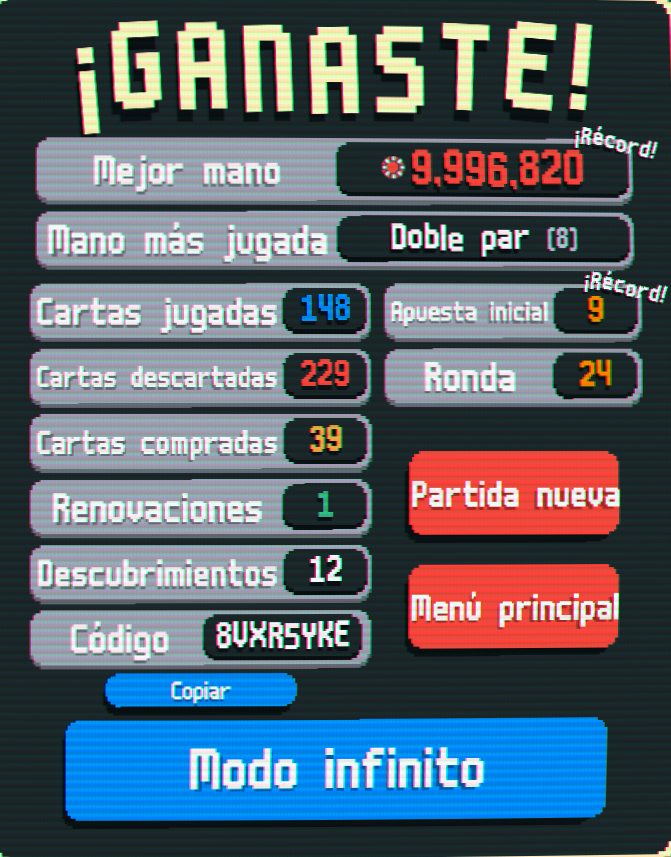 ¡GANASTE!
¡Récord!
Mejor mano 9,996,820
Mano más jugada Doble par [8]
¡Récord!
Cartas jugadas 148 Apuesta inicial 9
Cartas descartadas 229 Ronda 24
Cartas compradas 39
Renovaciones 1 Partida nueva
Descubrimientos 12
Menú principal
Código 8VXR5YKE
Copiar
Modo infinito